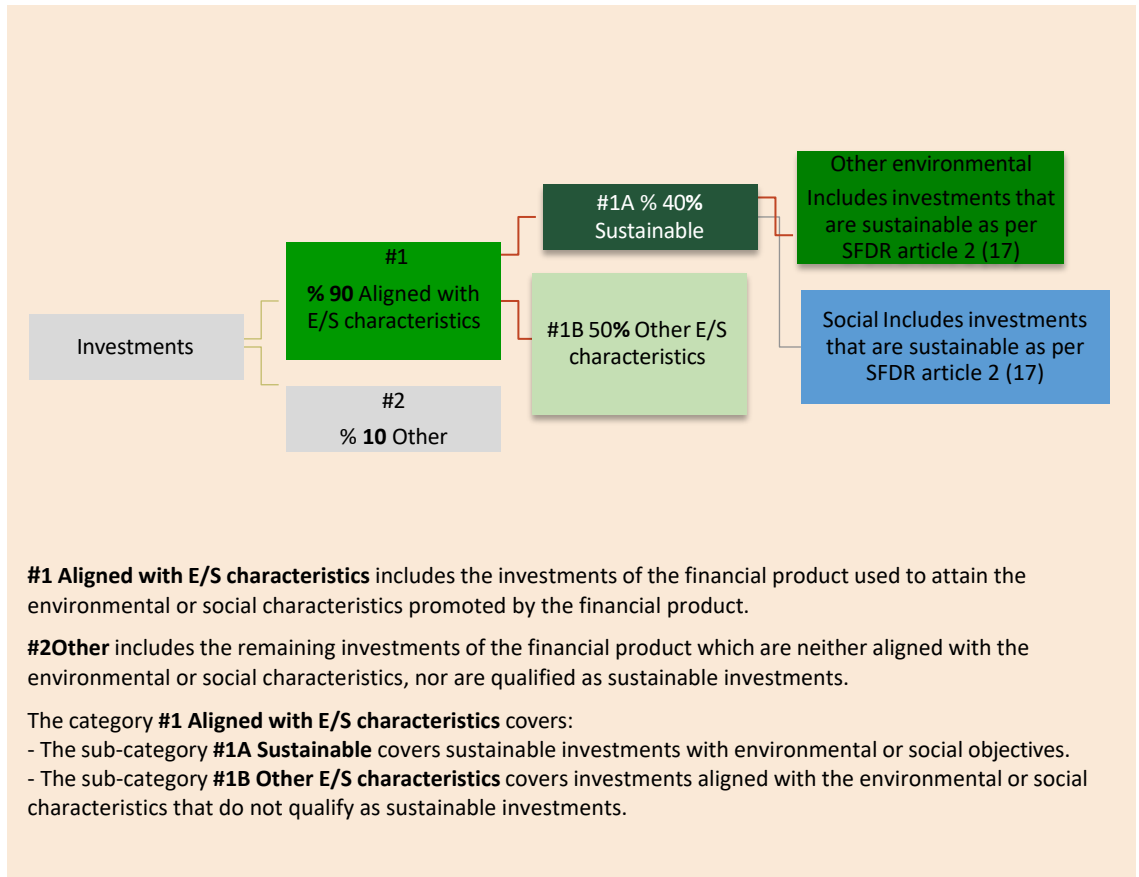 Investments
#1
% 90 Aligned with
E/S characteristics
#2
% 10 Other
#1A % 40%
Sustainable
#1B 50% Other E/S
characteristics
Other environmental
Includes investments that
are sustainable as per
SFDR article 2 (17)
Social Includes investments
that are sustainable as per
SFDR article 2 (17)
#1 Aligned with E/S characteristics includes the investments of the financial product used to attain the
environmental or social characteristics promoted by the financial product.
#2Other includes the remaining investments of the financial product which are neither aligned with the
environmental or social characteristics, nor are qualified as sustainable investments.
The category #1 Aligned with E/S characteristics covers:
- The sub-category #1A Sustainable covers sustainable investments with environmental or social objectives.
- The sub-category #1B Other E/S characteristics covers investments aligned with the environmental or social
characteristics that do not qualify as sustainable investments.